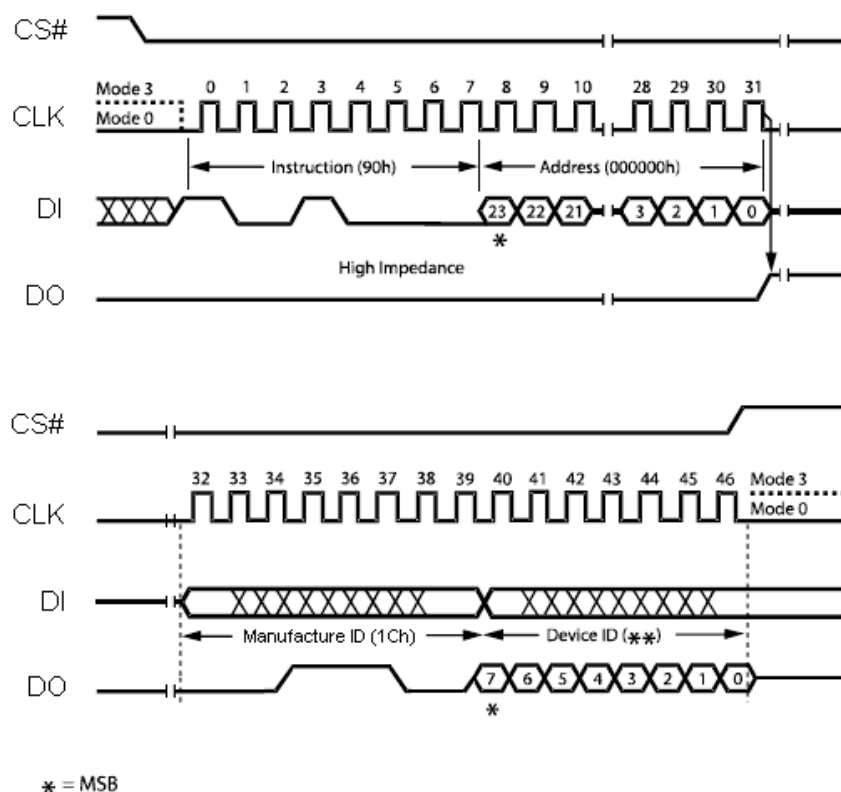 CS#
Mode 3
0 1 2 3 4 5 6 7 8 9 10 28 29 30 31
CLK
Mode 0
Instruction (90h) Address (000000h)
DI 23 22 21 3 2 1 0
*
High Impedance
DO
CS#
32 33 34 35 36 37 38 39 40 41 42 43 44 45 46 Mode 3
CLK Mode 0
DI
Manufacture ID (1Ch) Device ID (**)
DO 7 6 5 4 3 2 1 0
*
* = MSB